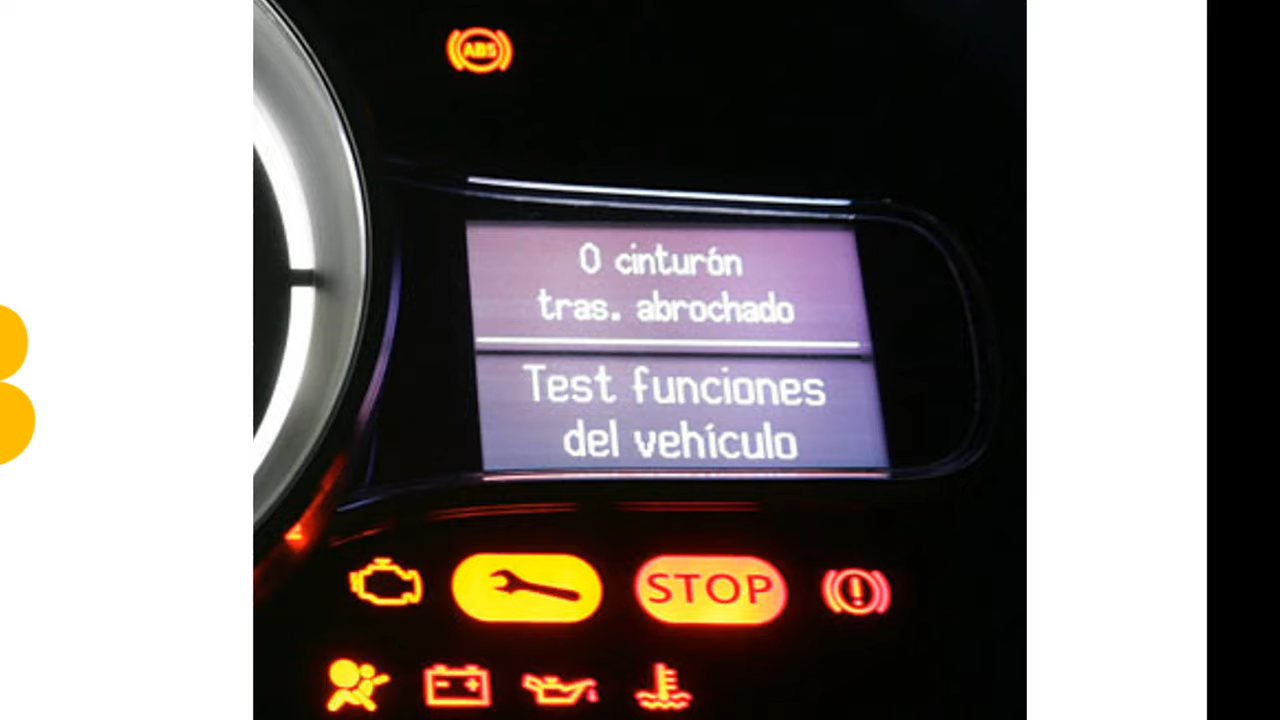 ABS
0 cinturón
tras. abrochado
Test funciones
del vehículo
STOP